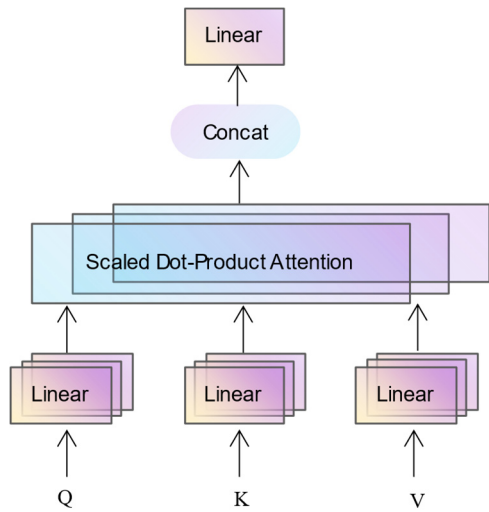 Linear
Concat
Scaled Dot-Product Attention
Linear Linear Linear
Q K V